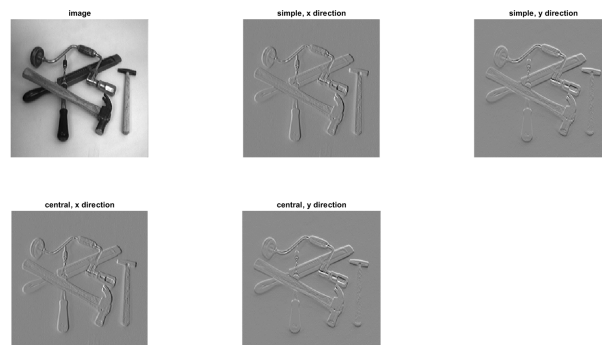 image
simple, x direction
simple, y direction
central, x direction
central, y direction